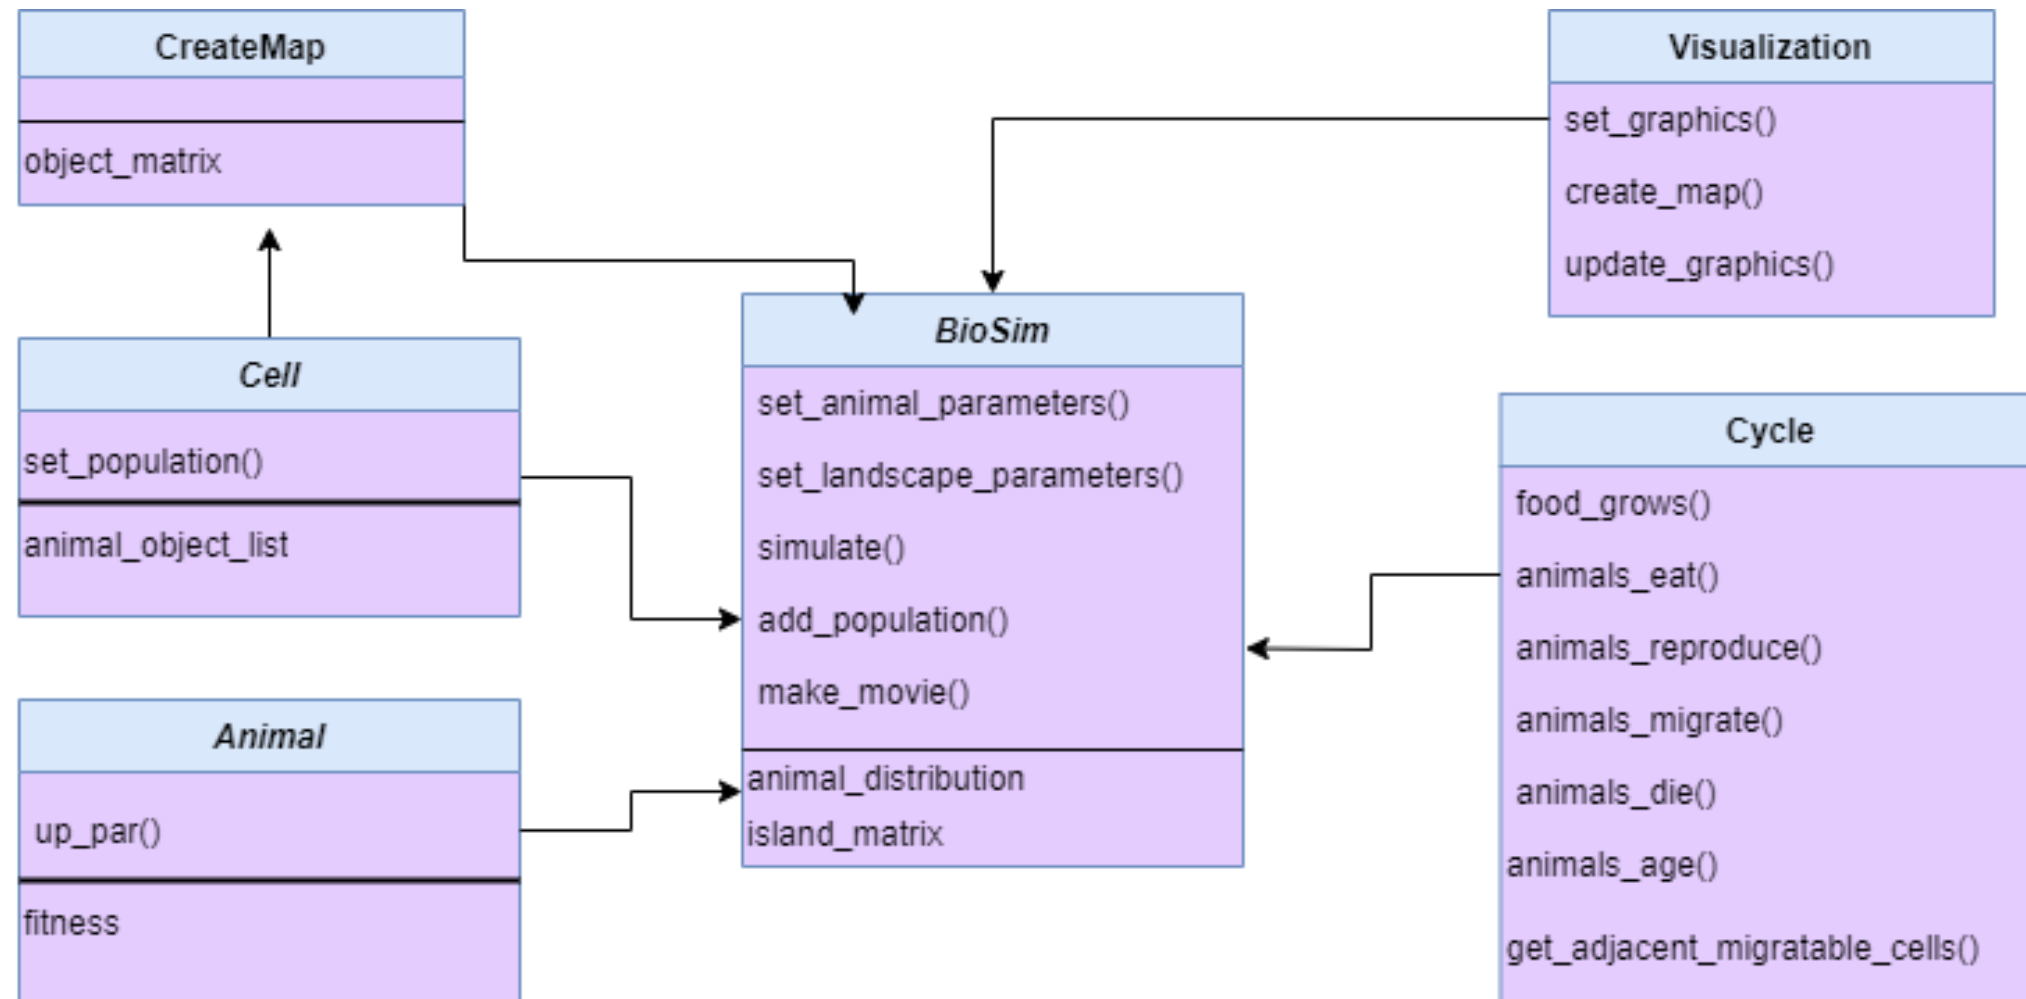 CreateMap
object_matrix
Visualization
set_graphics()
create_map()
update_graphics()
Cell
set_population()
animal_object_list
BioSim
set_animal_parameters()
set_landscape_parameters()
simulate()
add_population()
make_movie()
animal_distribution
island_matrix
Cycle
food_grows()
animals_eat()
animals_reproduce()
animals_migrate()
animals_die()
animals_age()
get_adjacent_migratable_cells()
Animal
up_par()
fitness